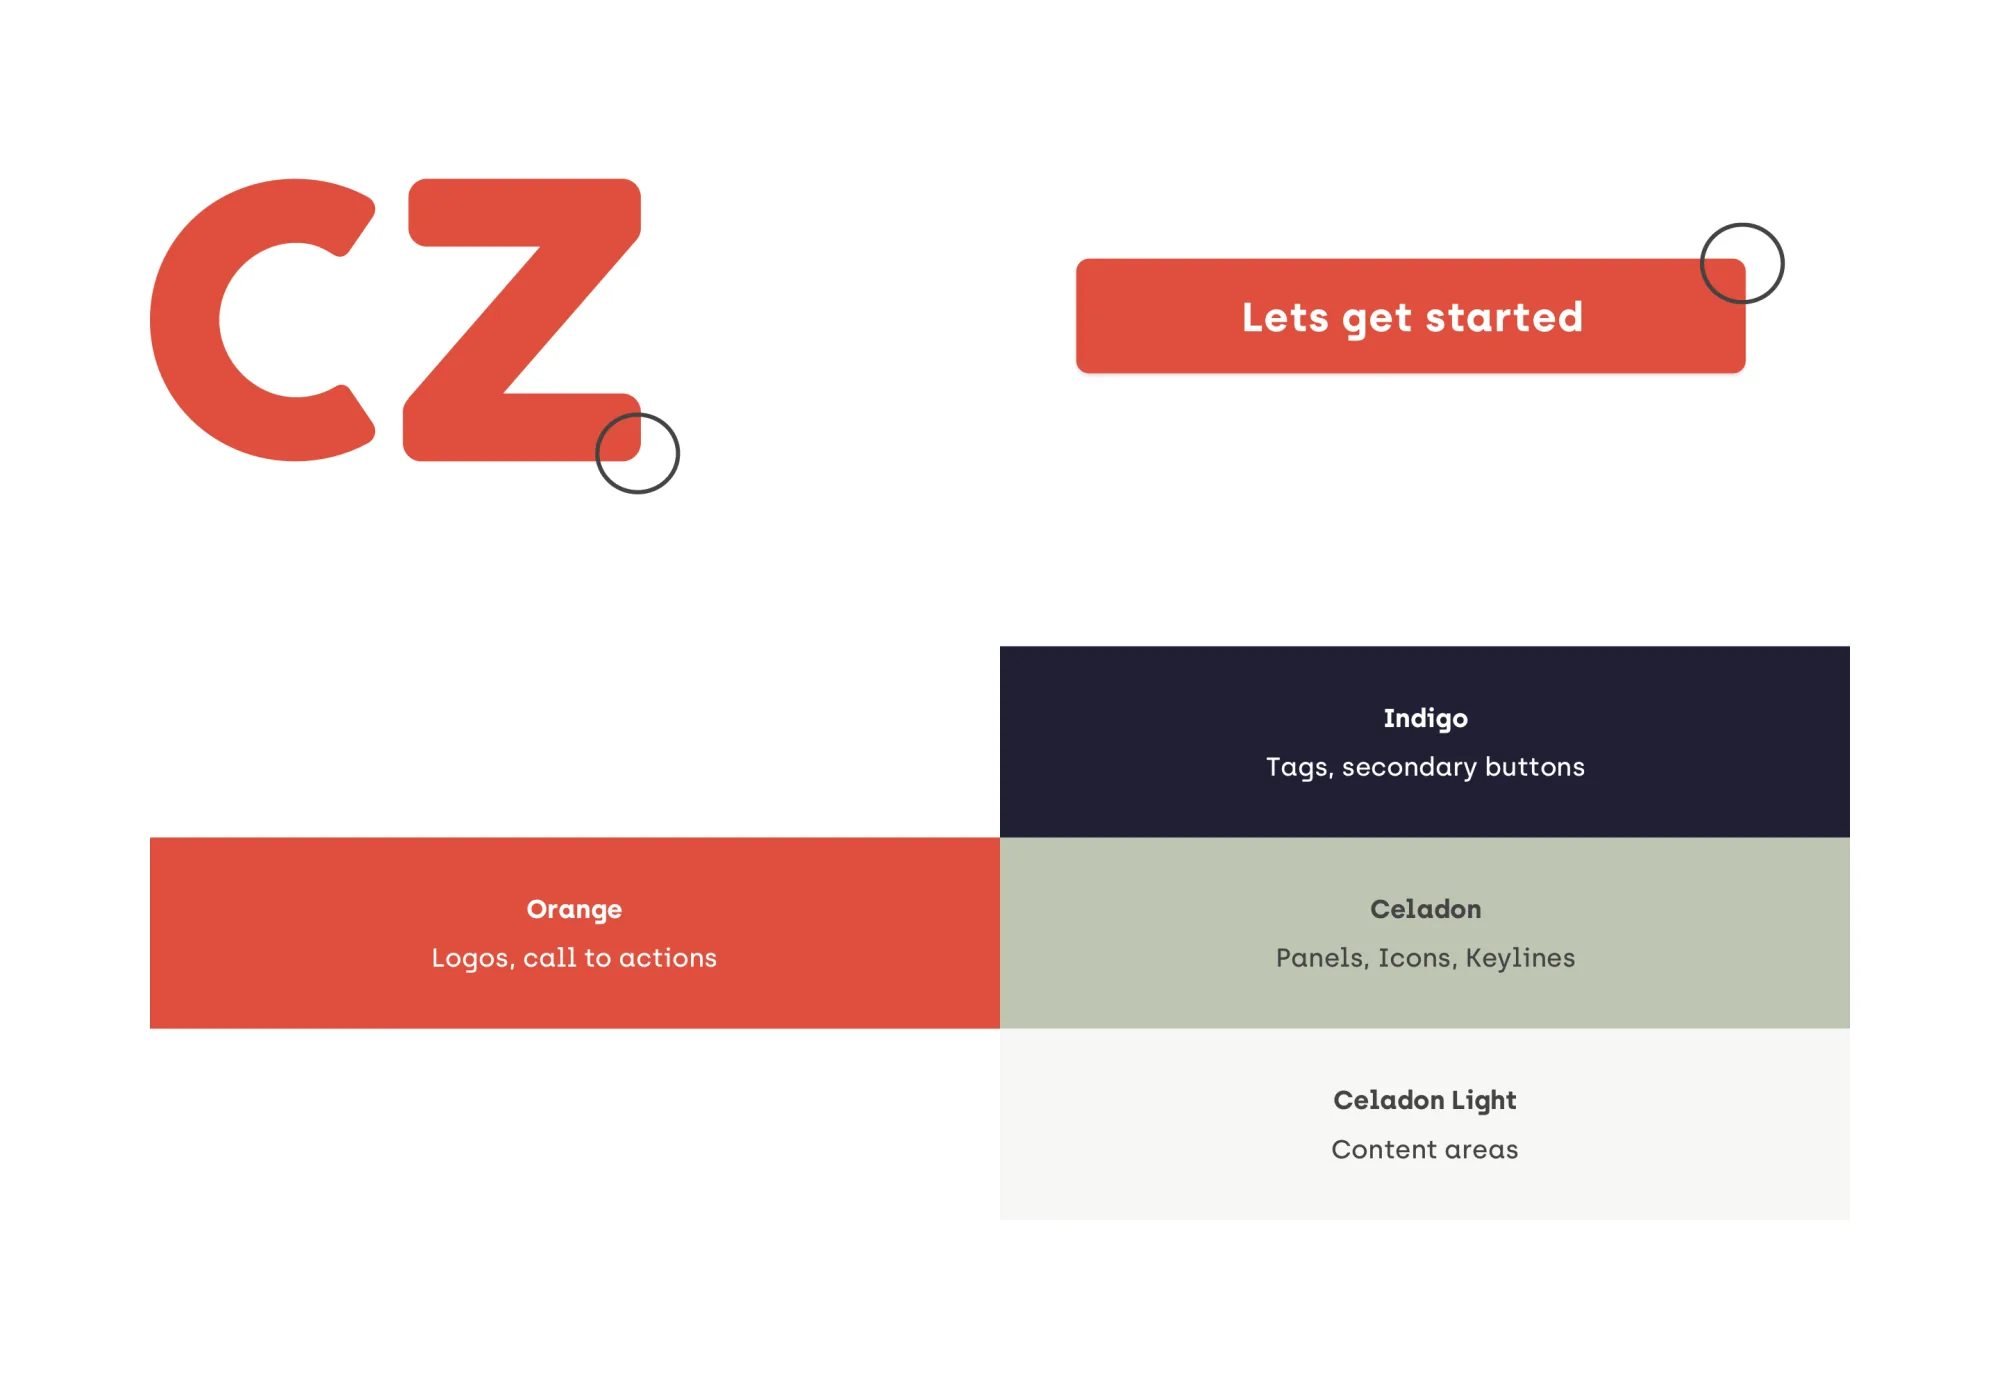 CZ
Lets get started
Indigo
Tags, secondary buttons
Orange
Logos, call to actions
Celadon
Panels, Icons, Keylines
Celadon Light
Content areas